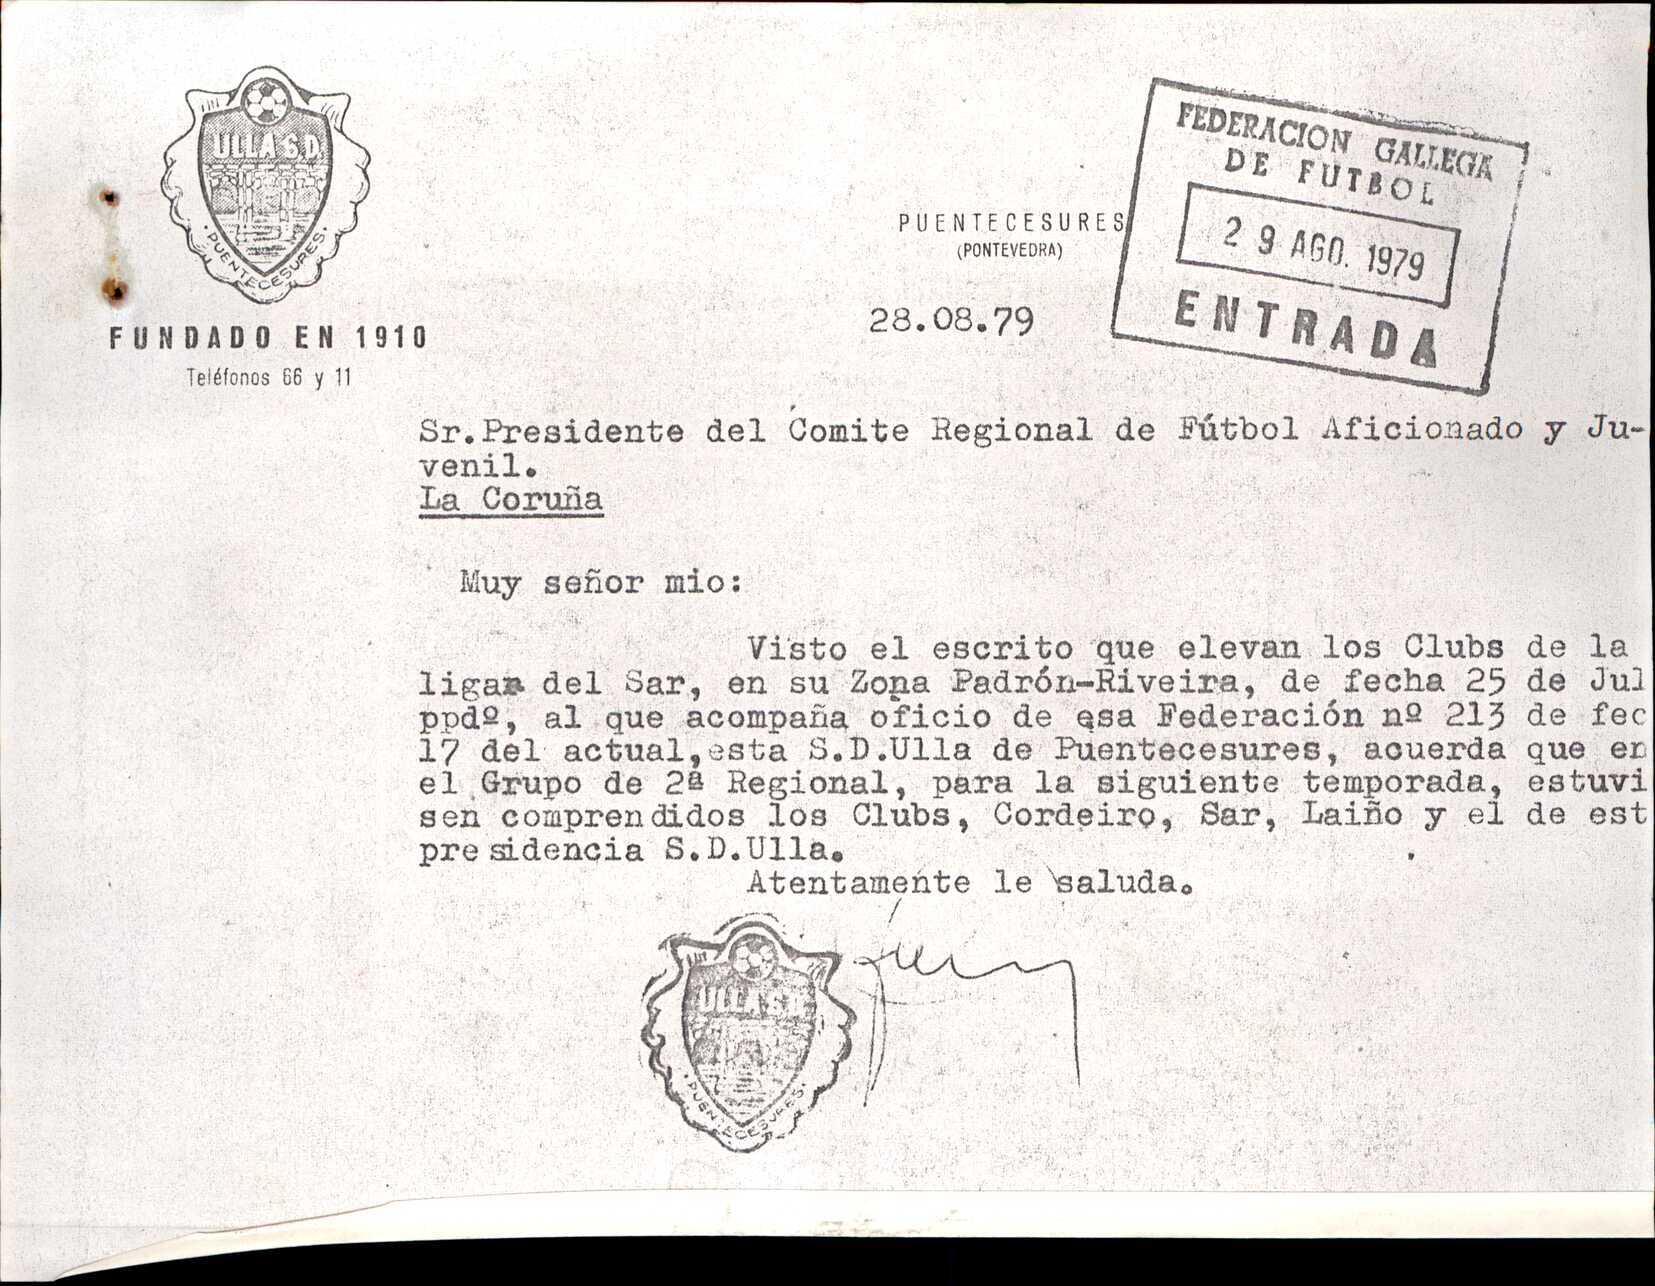 ULLA S.D.
·PUENTECESURES·
FUNDADO EN 1910
Teléfonos 66 y 11
PUENTECESURES
(PONTEVEDRA)
28.08.79
FEDERACION GALLEGA
DE FUTBOL
29 AGO. 1979
ENTRADA
Sr.Presidente del Comite Regional de Fútbol Aficionado y Ju-
venil.
La Coruña
Muy señor mio:
Visto el escrito que elevan los Clubs de la
ligan del Sar, en su Zona Padrón-Riveira, de fecha 25 de Jul
ppdº, al que acompaña oficio de esa Federación nº 213 de fec
17 del actual,esta S.D.Ulla de Puentecesures, acuerda que en
el Grupo de 2ª Regional, para la siguiente temporada, estuvi
sen comprendidos los Clubs, Cordeiro, Sar, Laiño y el de est
presidencia S.D.Ulla.
Atentamente le saluda.
ULLA S.D.
·PUENTECESURES·